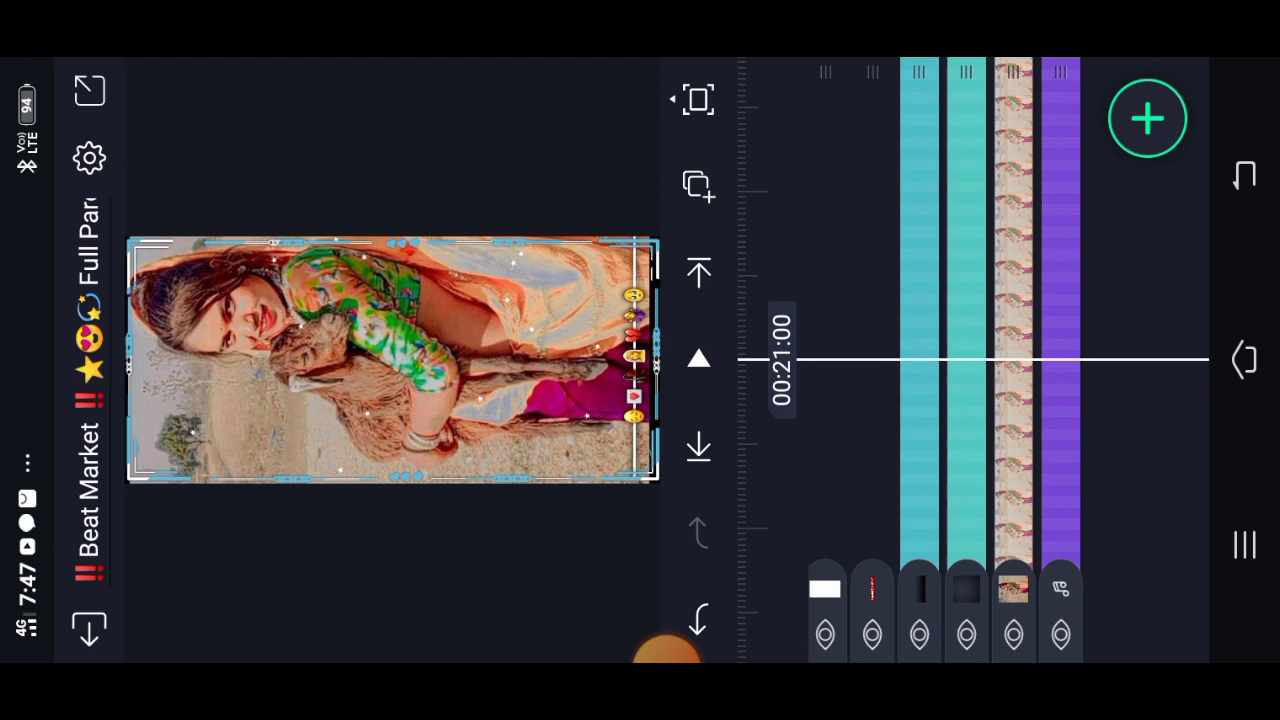 4G 7:47 ... Vo)) LTE 94
‼️ Beat Market ‼️⭐😍💫 Full Par
00:21:00